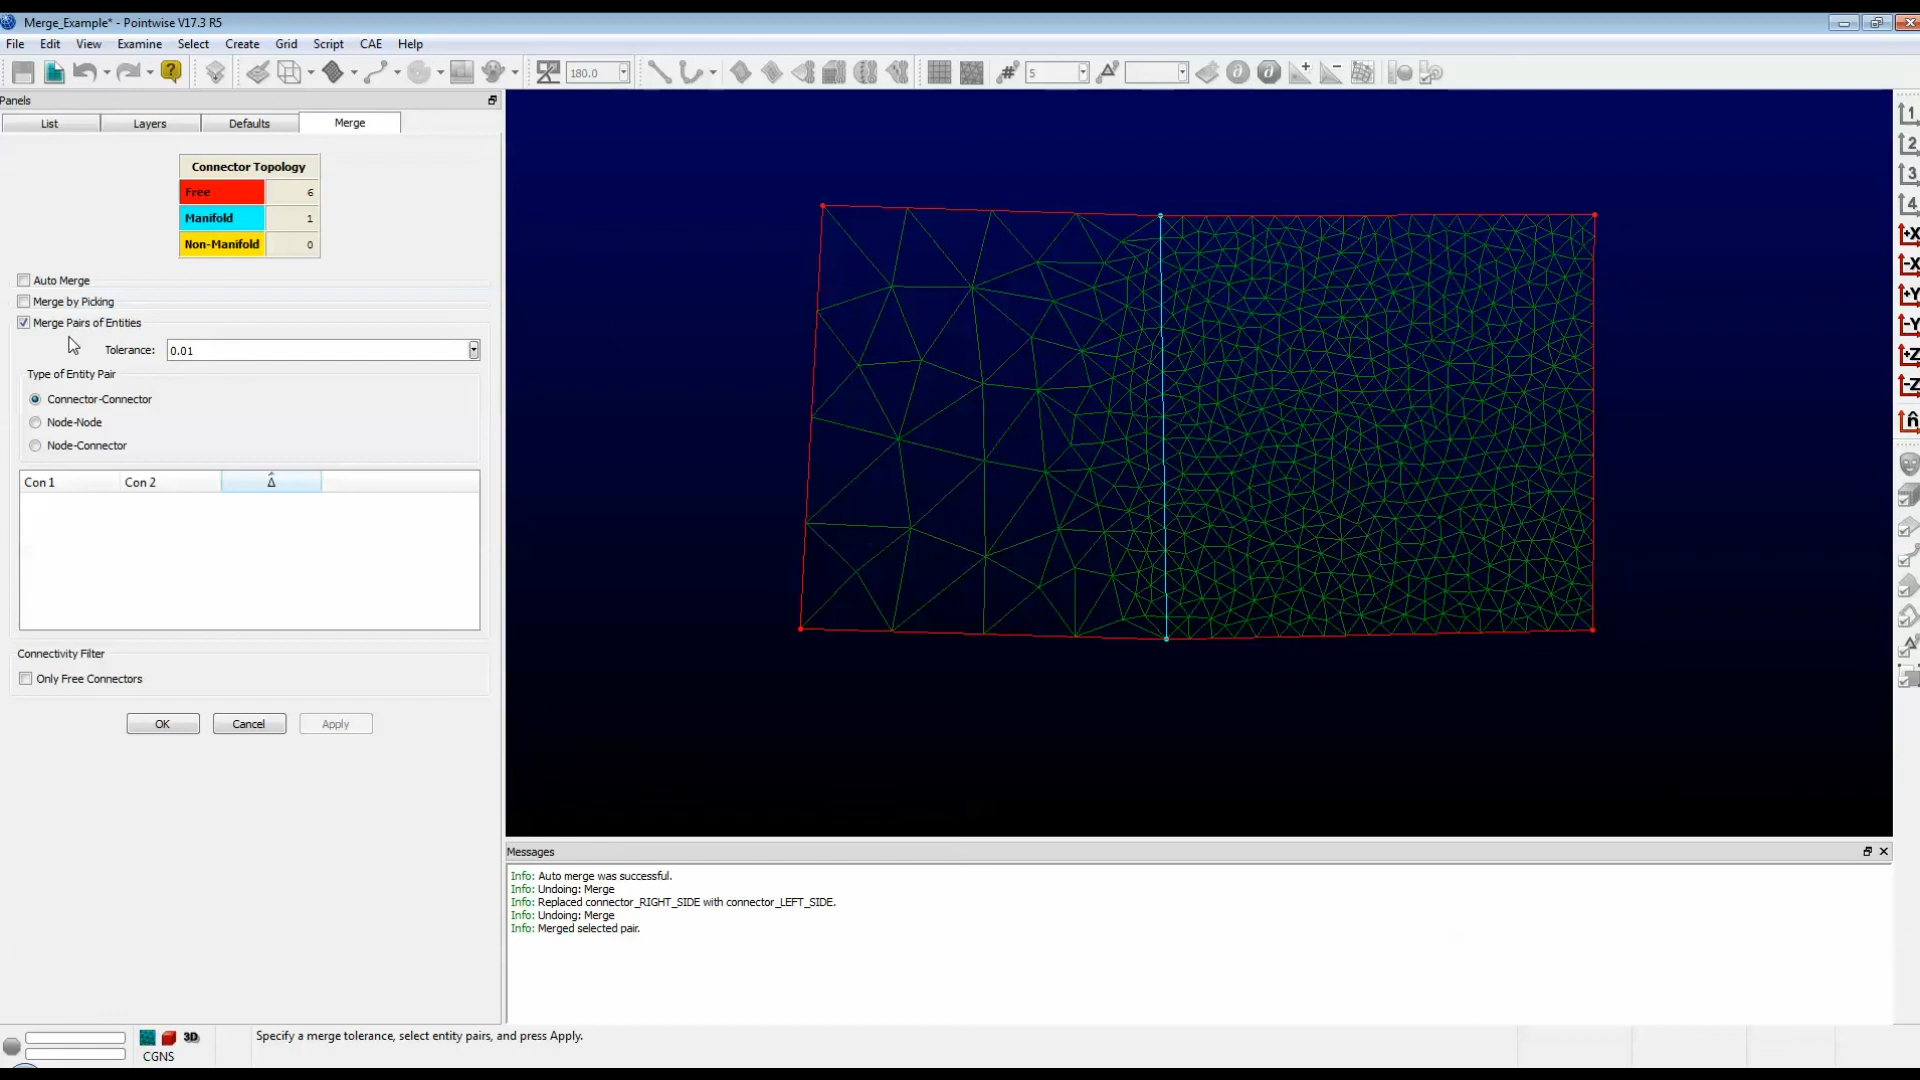 Merge_Example* - Pointwise V17.3 R5
File Edit View Examine Select Create Grid Script CAE Help
180.0
5
Panels
List Layers Defaults Merge
Connector Topology
Free 6
Manifold 1
Non-Manifold 0
Auto Merge
Merge by Picking
Merge Pairs of Entities
Tolerance: 0.01
Type of Entity Pair
Connector-Connector
Node-Node
Node-Connector
Con 1 Con 2 Δ
Connectivity Filter
Only Free Connectors
OK Cancel Apply
1
2
3
4
+X
-X
+Y
-Y
+Z
-Z
n̂
Messages
Info: Auto merge was successful.
Info: Undoing: Merge
Info: Replaced connector_RIGHT_SIDE with connector_LEFT_SIDE.
Info: Undoing: Merge
Info: Merged selected pair.
3D
CGNS
Specify a merge tolerance, select entity pairs, and press Apply.